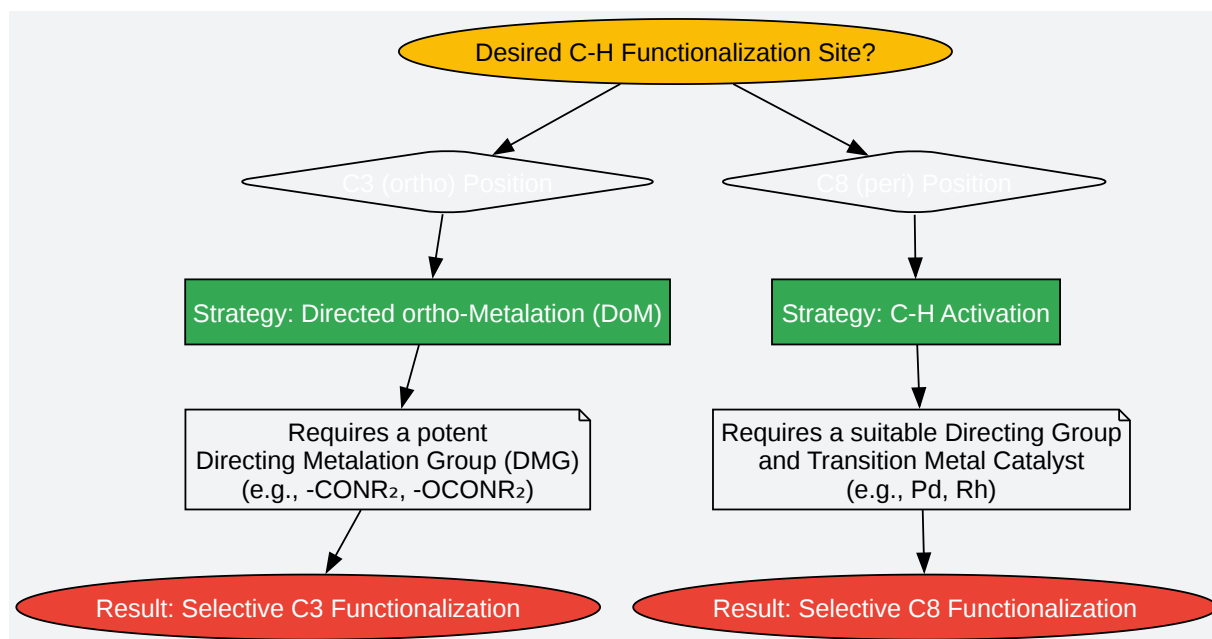 Desired C-H Functionalization Site?
C3 (ortho) Position
C8 (peri) Position
Strategy: Directed ortho-Metalation (DoM)
Strategy: C-H Activation
Requires a potent
Directing Metalation Group (DMG)
(e.g., -CONR₂, -OCONR₂)
Requires a suitable Directing Group
and Transition Metal Catalyst
(e.g., Pd, Rh)
Result: Selective C3 Functionalization
Result: Selective C8 Functionalization